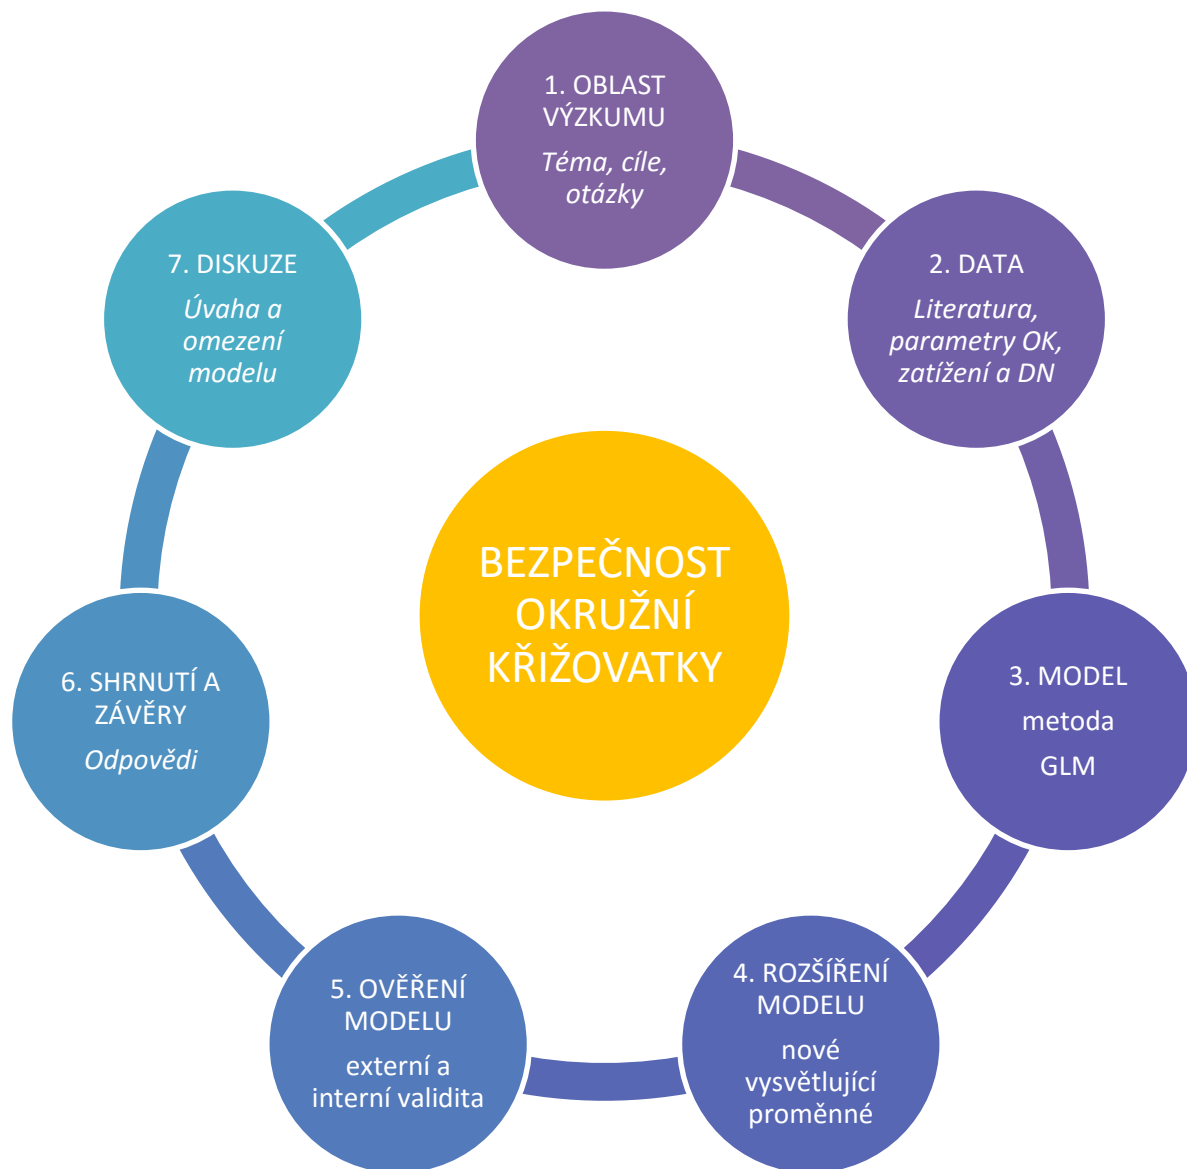 1. OBLAST
VÝZKUMU
Téma, cíle,
otázky
2. DATA
Literatura,
parametry OK,
zatížení a DN
3. MODEL
metoda
GLM
4. ROZŠÍŘENÍ
MODELU
nové
vysvětlující
proměnné
5. OVĚŘENÍ
MODELU
externí a
interní validita
6. SHRNUTÍ A
ZÁVĚRY
Odpovědi
7. DISKUZE
Úvaha a
omezení
modelu
BEZPEČNOST
OKRUŽNÍ
KŘIŽOVATKY